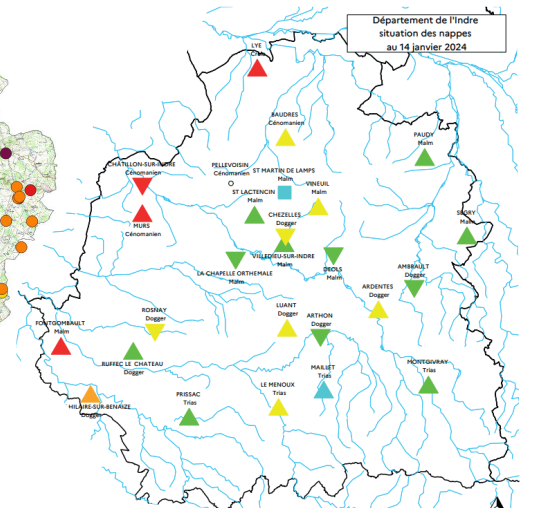 Département de l'Indre
situation des nappes
au 14 janvier 2024
LYE
BAUDRES
Cénomanien
PAUDY
Malm
CHATILLON-SUR-INDRE
Cénomanien
PELLEVOISIN
Cénomanien
ST MARTIN DE LAMPS
Malm
VINEUIL
Malm
ST LACTENCIN
Malm
CHEZELLES
Dogger
MURS
Cénomanien
SEGRY
Malm
VILLEDIEU-SUR-INDRE
Malm
DEOLS
Malm
LA-CHAPELLE ORTHEMALE
Malm
AMBRAULT
Dogger
ARDENTES
Dogger
ROSNAY
Dogger
LUANT
Dogger
ARTHON
Dogger
FONTGOMBAULT
Malm
RUFFEC LE CHATEAU
Dogger
MAILLET
Trias
MONTGIVRAY
Trias
HILAIRE-SUR-BENAIZE
Dogger
PRISSAC
Trias
LE MENOUX
Trias